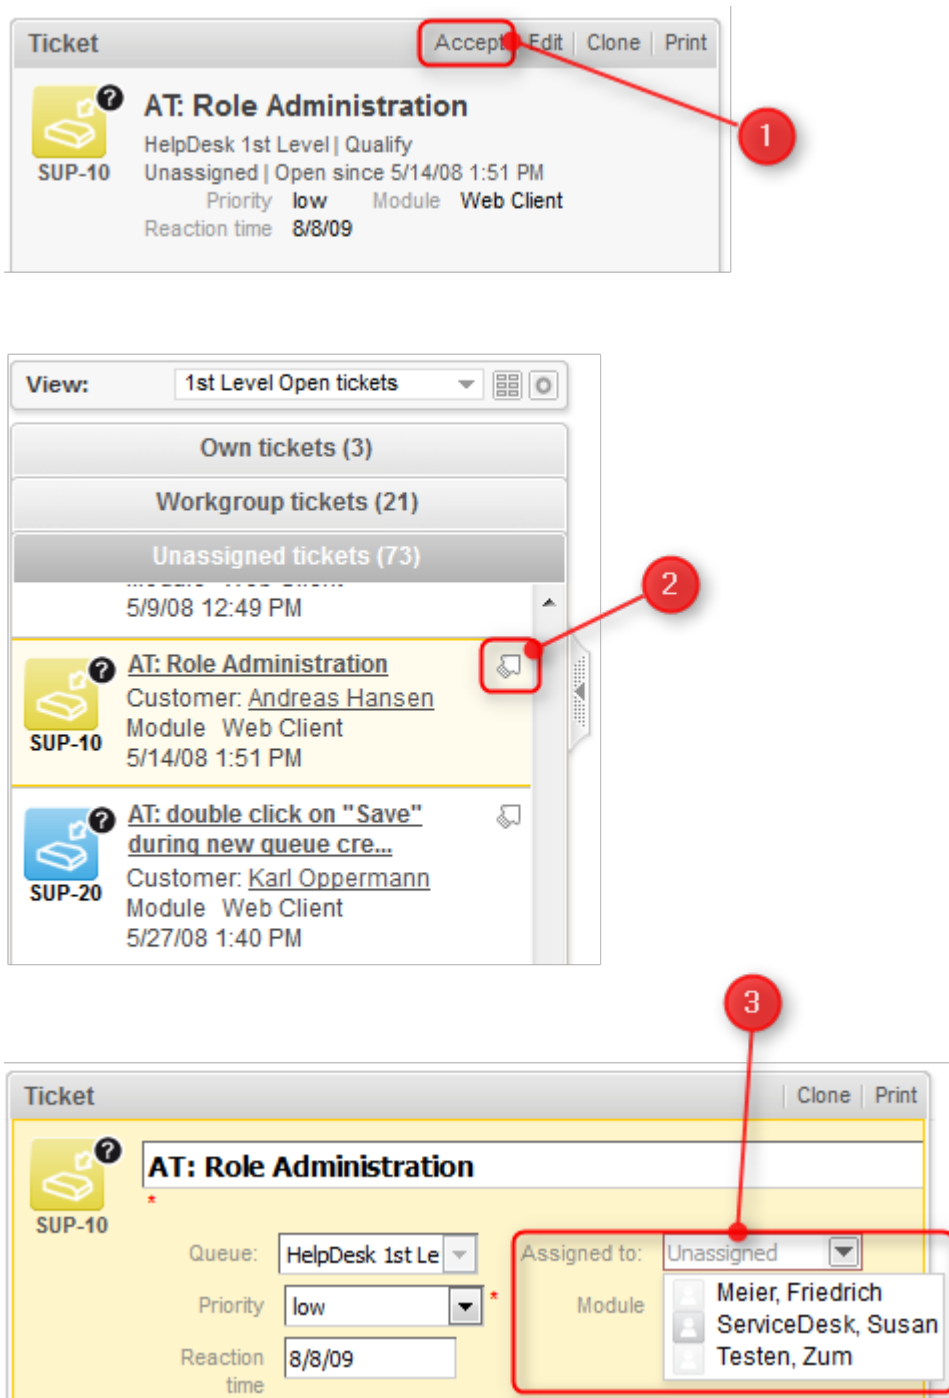 Ticket Accept Edit Clone Print
AT: Role Administration
HelpDesk 1st Level | Qualify
SUP-10 Unassigned | Open since 5/14/08 1:51 PM
Priority low Module Web Client
Reaction time 8/8/09
1
View: 1st Level Open tickets
Own tickets (3)
Workgroup tickets (21)
Unassigned tickets (73)
5/9/08 12:49 PM
2
AT: Role Administration
Customer: Andreas Hansen
Module Web Client
SUP-10
5/14/08 1:51 PM
AT: double click on "Save"
during new queue cre...
Customer: Karl Oppermann
SUP-20
Module Web Client
5/27/08 1:40 PM
3
Ticket Clone Print
AT: Role Administration
*
SUP-10
Queue: HelpDesk 1st Le Assigned to: Unassigned
Priority low * Module
Meier, Friedrich
ServiceDesk, Susan
Testen, Zum
Reaction
time 8/8/09